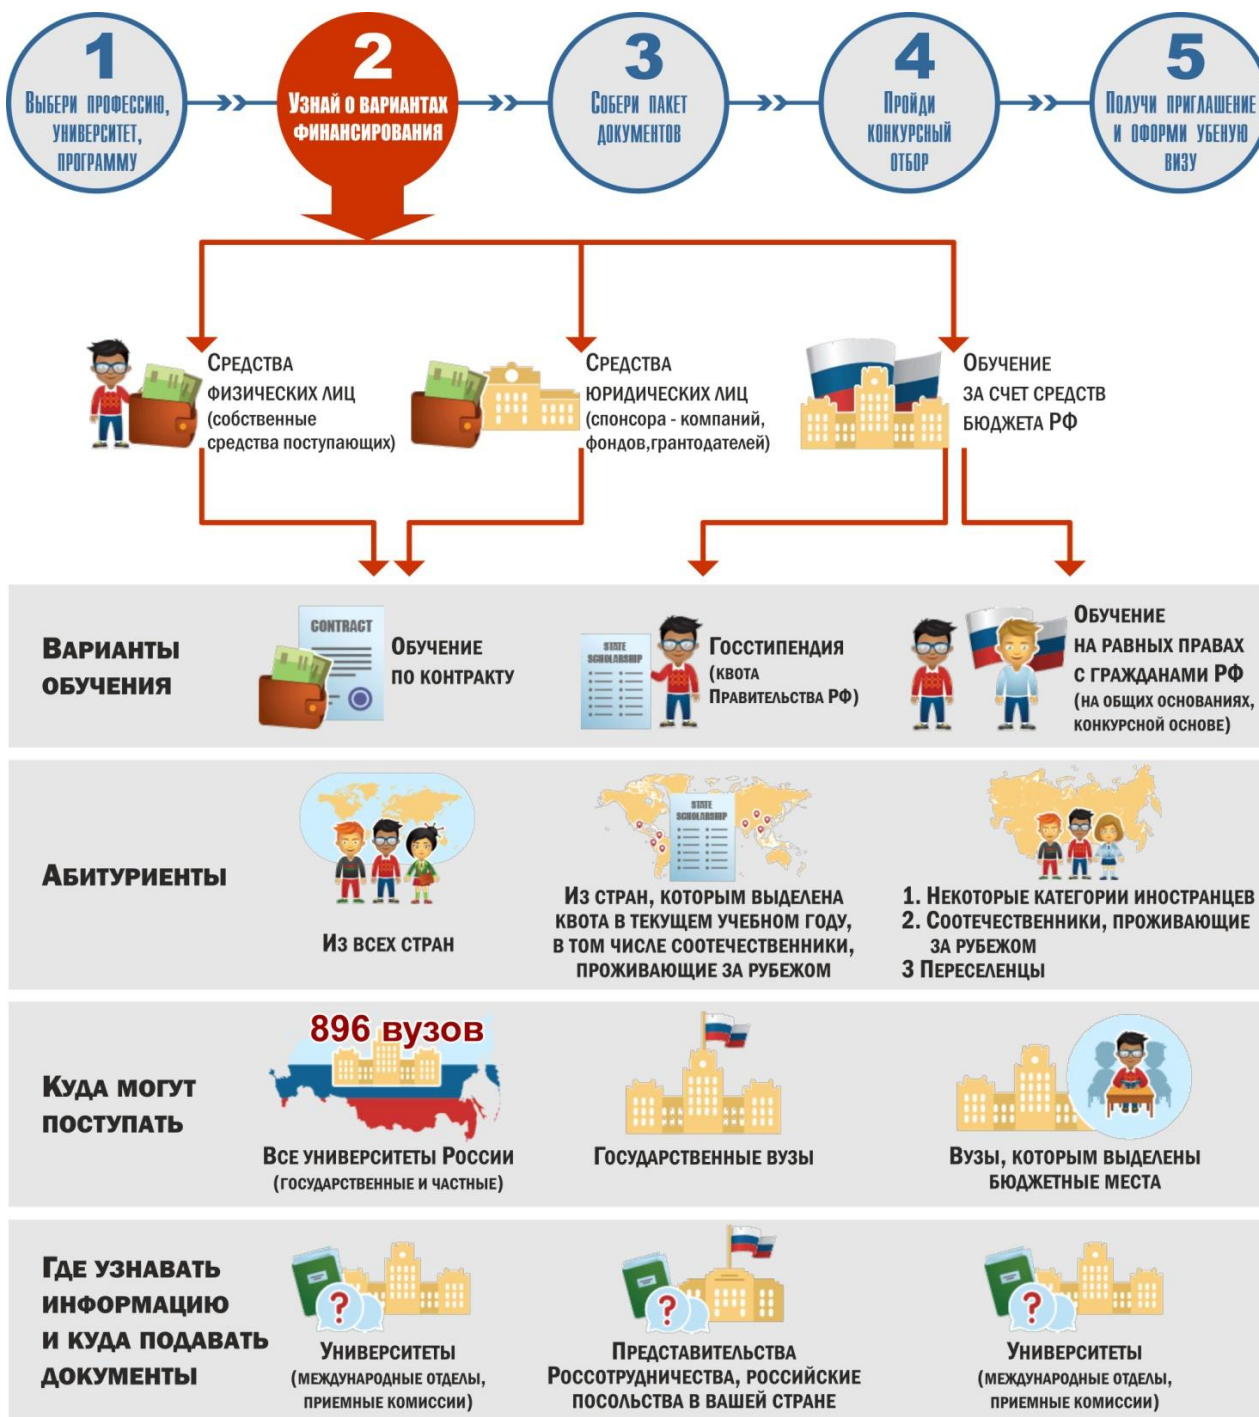 1
Выбери профессию,
университет,
программу
2
Узнай о вариантах
финансирования
3
Собери пакет
документов
4
Пройди
конкурсный
отбор
5
Получи приглашение
и оформи убеную
визу
Средства
физических лиц
(собственные
средства поступающих)
Средства
юридических лиц
(спонсора - компаний,
фондов,грантодателей)
Обучение
за счет средств
бюджета РФ
Варианты
обучения
CONTRACT
Обучение
по контракту
STATE
SCHOLARSHIP
Госстипендия
(квота
Правительства РФ)
Обучение
на равных правах
с гражданами РФ
(на общих основаниях,
конкурсной основе)
Абитуриенты
Из всех стран
STATE
SCHOLARSHIP
Из стран, которым выделена
квота в текущем учебном году,
в том числе соотечественники,
проживающие за рубежом
1. Некоторые категории иностранцев
2. Соотечественники, проживающие
за рубежом
3 Переселенцы
Куда могут
поступать
896 вузов
Все университеты России
(государственные и частные)
Государственные вузы
Вузы, которым выделены
бюджетные места
Где узнавать
информацию
и куда подавать
документы
?
Университеты
(международные отделы,
приемные комиссии)
?
Представительства
Россотрудничества, российские
посольства в вашей стране
?
Университеты
(международные отделы,
приемные комиссии)